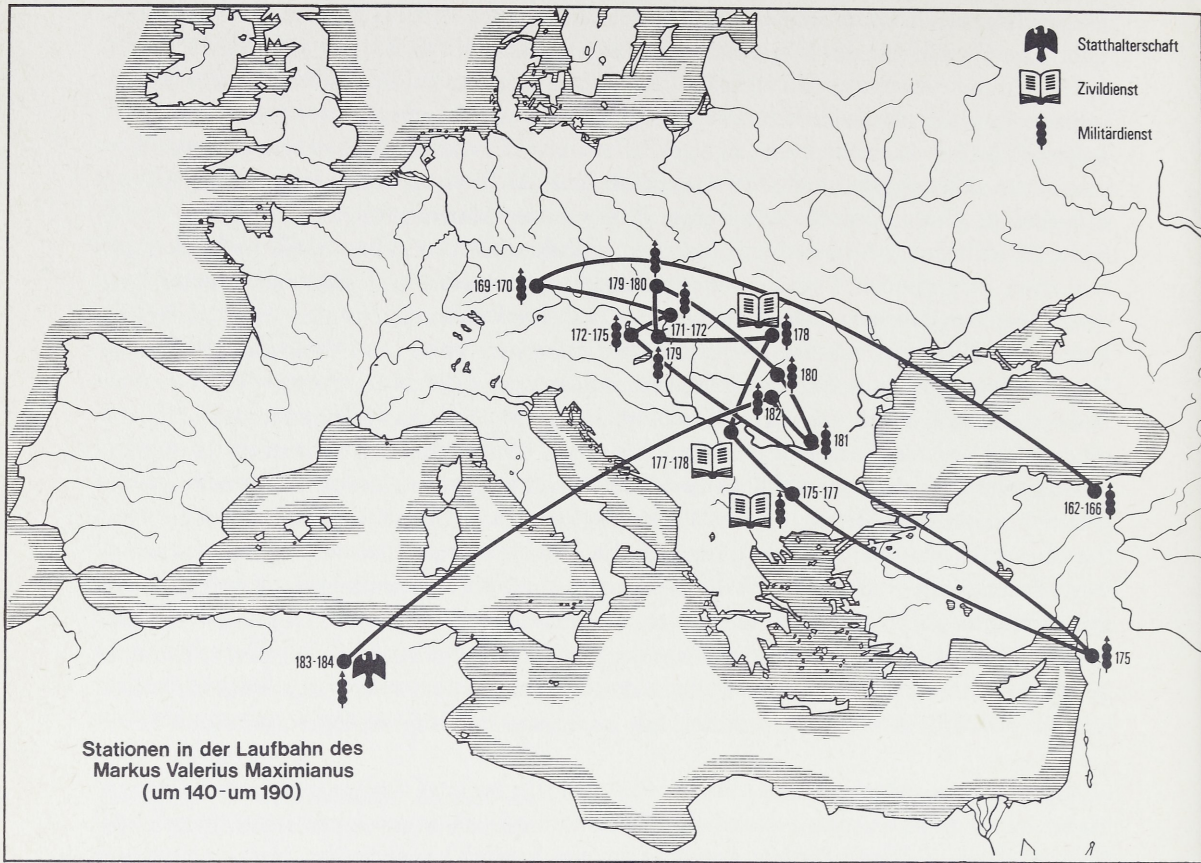 Statthalterschaft
Zivildienst
Militärdienst
169-170
179-180
171-172
172-175
178
179
180
182
181
177-178
175-177
162-166
183-184
175
Stationen in der Laufbahn des
Markus Valerius Maximianus
(um 140-um 190)